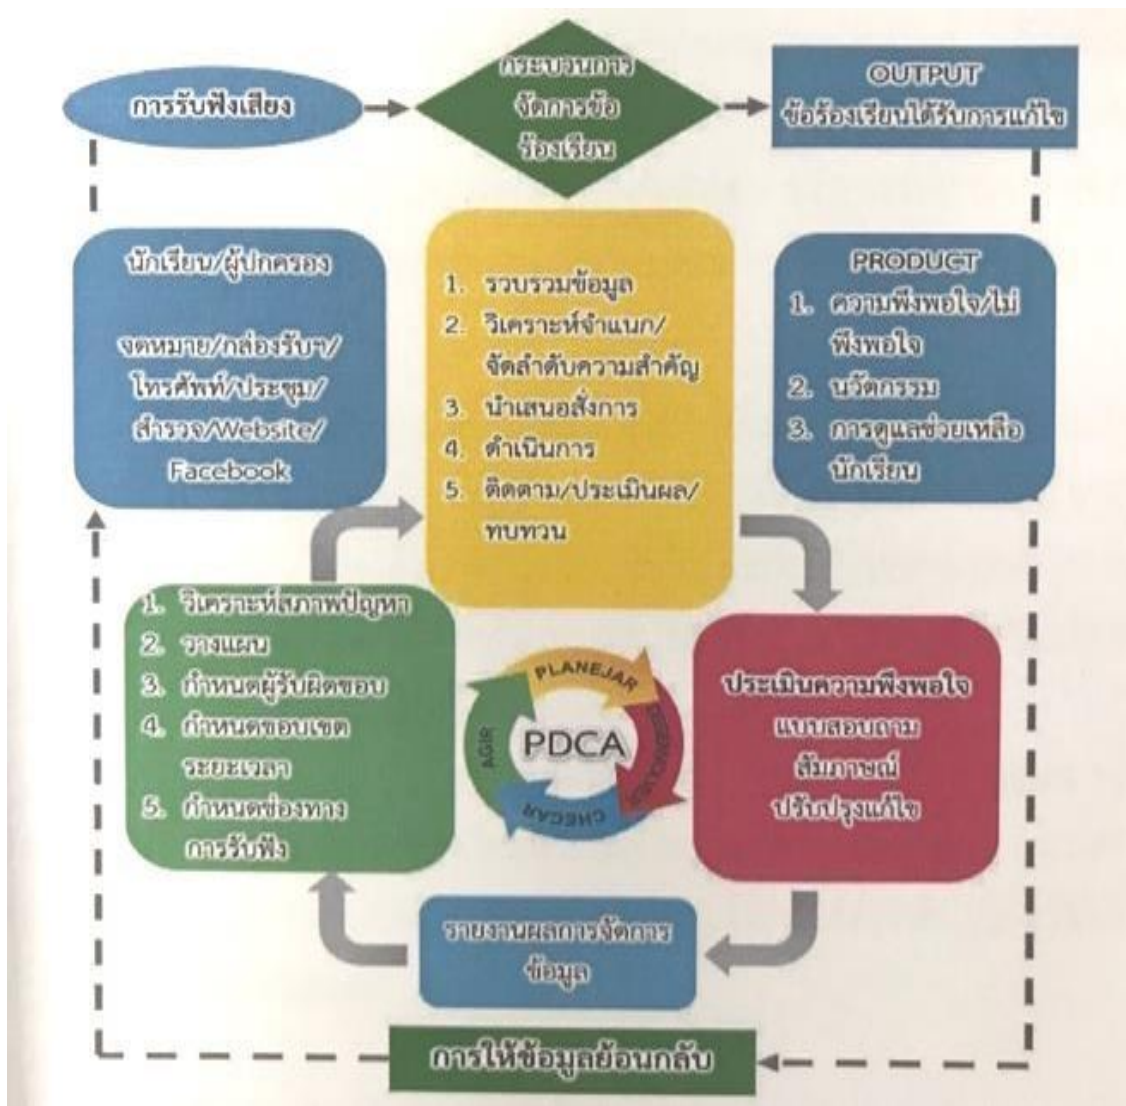 การรับฟังเสียง
กระบวนการ
จัดการข้อ
ร้องเรียน
OUTPUT
ข้อร้องเรียนได้รับการแก้ไข
นักเรียน/ผู้ปกครอง
จดหมาย/กล่องรับฯ/
โทรศัพท์/ประชุม/
สำรวจ/Website/
Facebook
1. รวบรวมข้อมูล
2. วิเคราะห์จำแนก/
จัดลำดับความสำคัญ
3. นำเสนอสั่งการ
4. ดำเนินการ
5. ติดตาม/ประเมินผล/
ทบทวน
PRODUCT
1. ความพึงพอใจ/ไม่
พึงพอใจ
2. นวัตกรรม
3. การดูแลช่วยเหลือ
นักเรียน
1. วิเคราะห์สภาพปัญหา
2. วางแผน
3. กำหนดผู้รับผิดชอบ
4. กำหนดขอบเขต
ระยะเวลา
5. กำหนดช่องทาง
การรับฟัง
PLANEJAR
AGIR
PDCA
CHECAR
ประเมินความพึงพอใจ
แบบสอบถาม
สัมภาษณ์
ปรับปรุงแก้ไข
รายงานผลการจัดการ
ข้อมูล
การให้ข้อมูลย้อนกลับ